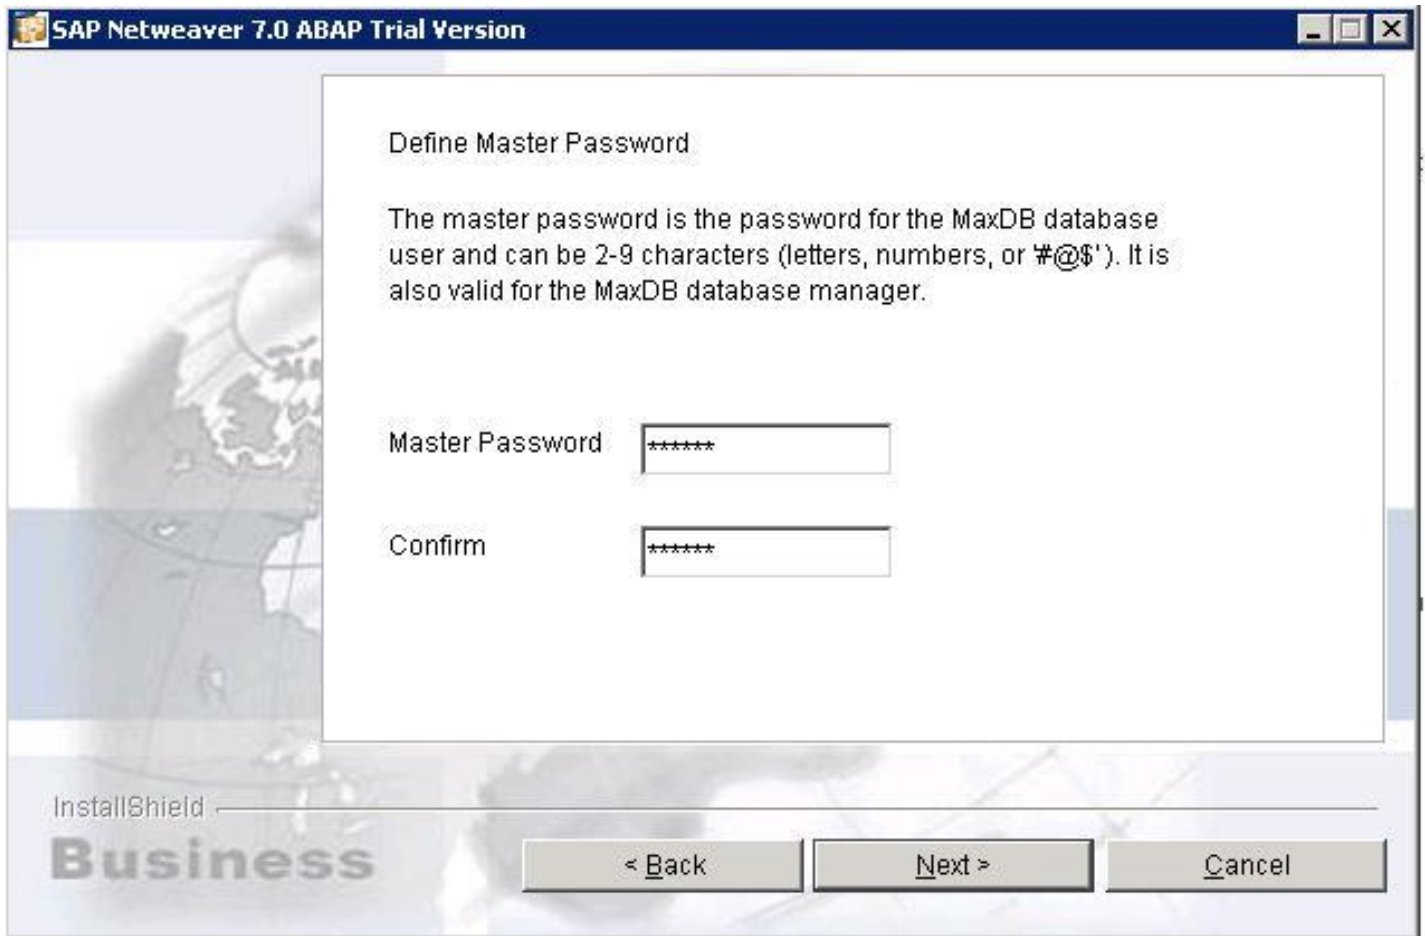 SAP Netweaver 7.0 ABAP Trial Version
Define Master Password
The master password is the password for the MaxDB database
user and can be 2-9 characters (letters, numbers, or '#@$'). It is
also valid for the MaxDB database manager.
Master Password ******
Confirm ******
InstallShield
Business
< Back Next > Cancel